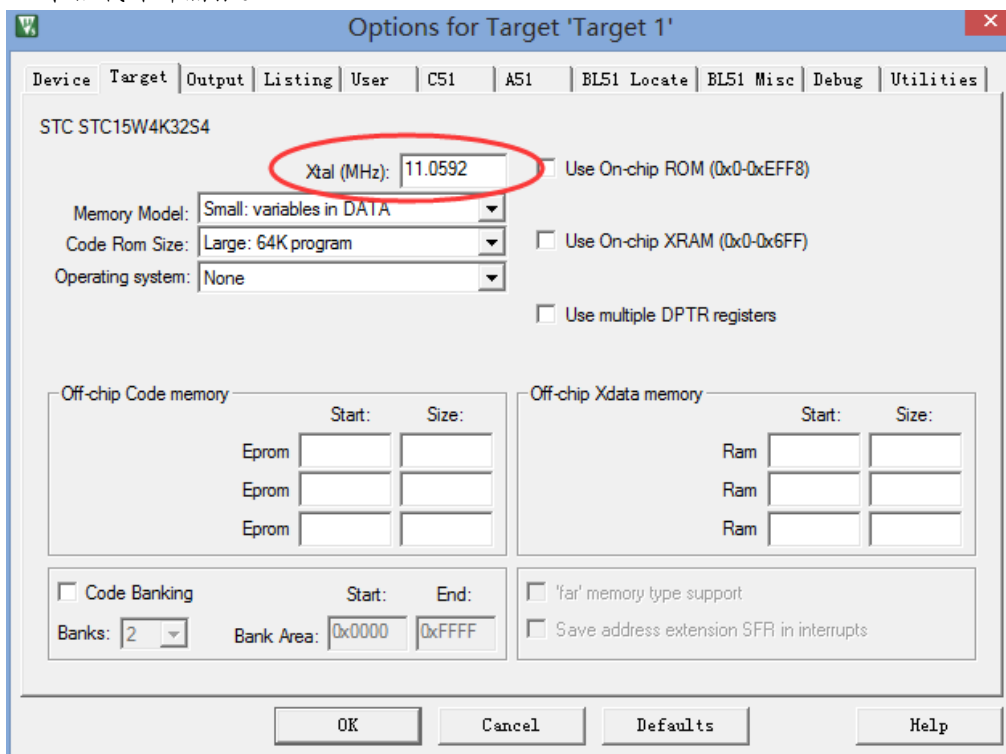 Options for Target 'Target 1'
Device Target Output Listing User C51 A51 BL51 Locate BL51 Misc Debug Utilities
STC STC15W4K32S4
Xtal (MHz): 11.0592 Use On-chip ROM (0x0-0xEFF8)
Memory Model: Small: variables in DATA
Code Rom Size: Large: 64K program Use On-chip XRAM (0x0-0x6FF)
Operating system: None
Use multiple DPTR registers
Off-chip Code memory Off-chip Xdata memory
Start: Size: Start: Size:
Eprom Ram
Eprom Ram
Eprom Ram
Code Banking Start: End: 'far' memory type support
Banks: 2 Bank Area: 0x0000 0xFFFF Save address extension SFR in interrupts
OK Cancel Defaults Help